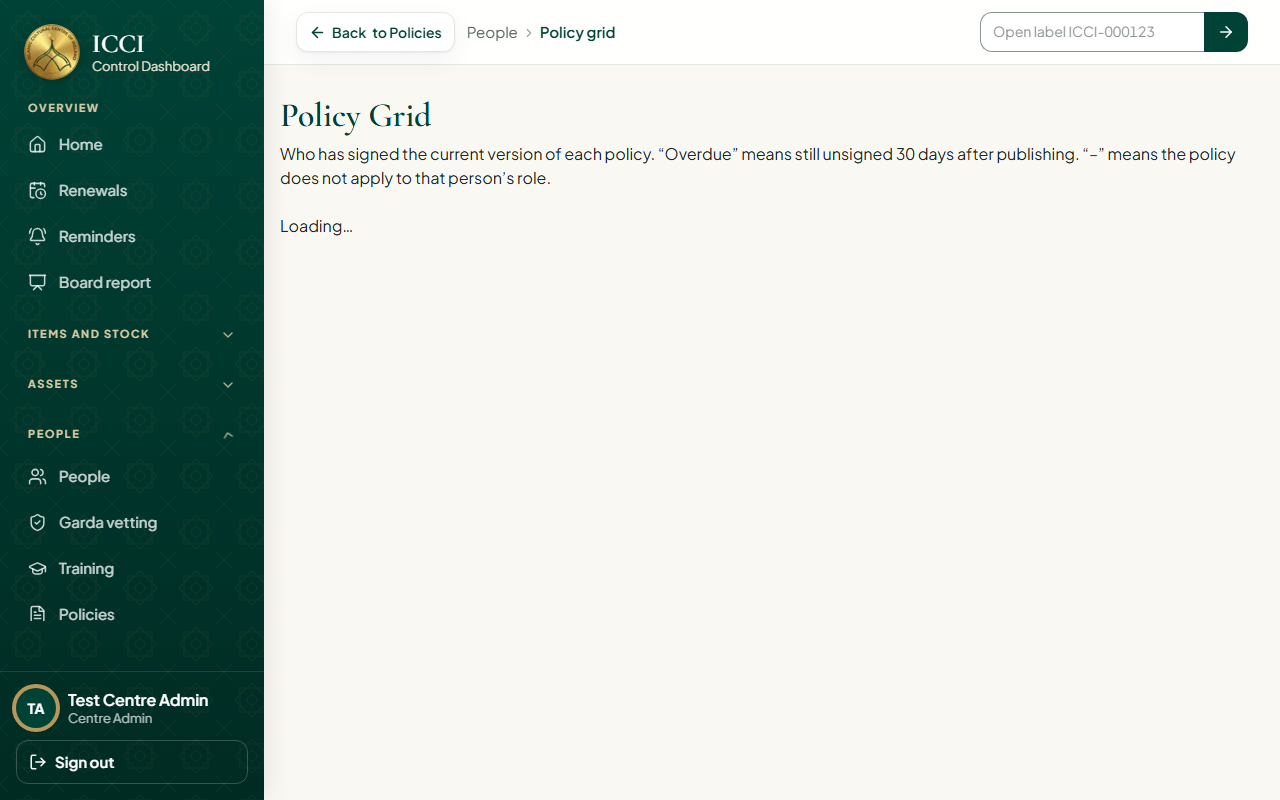 ICCI
Control Dashboard
OVERVIEW
Home
Renewals
Reminders
Board report
ITEMS AND STOCK
ASSETS
PEOPLE
People
Garda vetting
Training
Policies
TA
Test Centre Admin
Centre Admin
Sign out
Back to Policies
People
Policy grid
Open label ICCI-000123
Policy Grid
Who has signed the current version of each policy. “Overdue” means still unsigned 30 days after publishing. “–” means the policy
does not apply to that person’s role.
Loading…